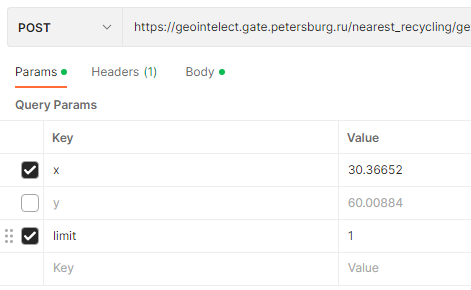 POST https://geointelect.gate.petersburg.ru/nearest_recycling/ge
Params Headers (1) Body
Query Params
Key Value
x 30.36652
y 60.00884
limit 1
Key Value